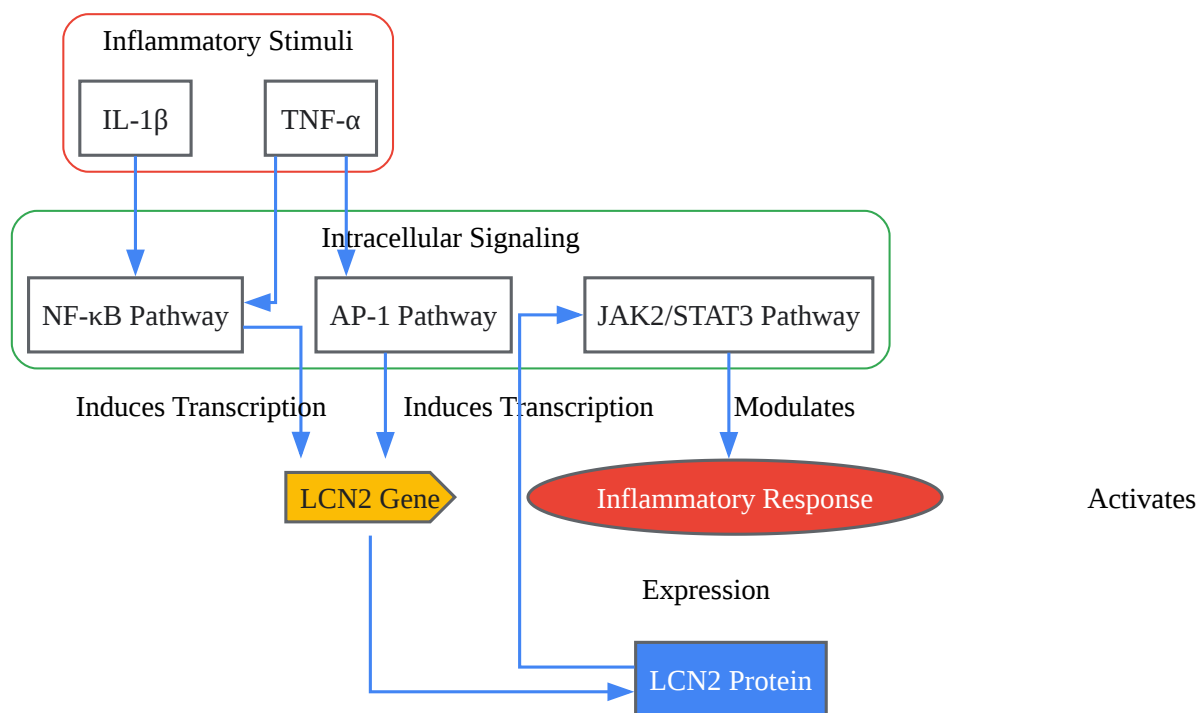 Inflammatory Stimuli
IL-1β
TNF-α
Intracellular Signaling
NF-κB Pathway
AP-1 Pathway
JAK2/STAT3 Pathway
Induces Transcription
Induces Transcription
Modulates
LCN2 Gene
Inflammatory Response
Activates
Expression
LCN2 Protein